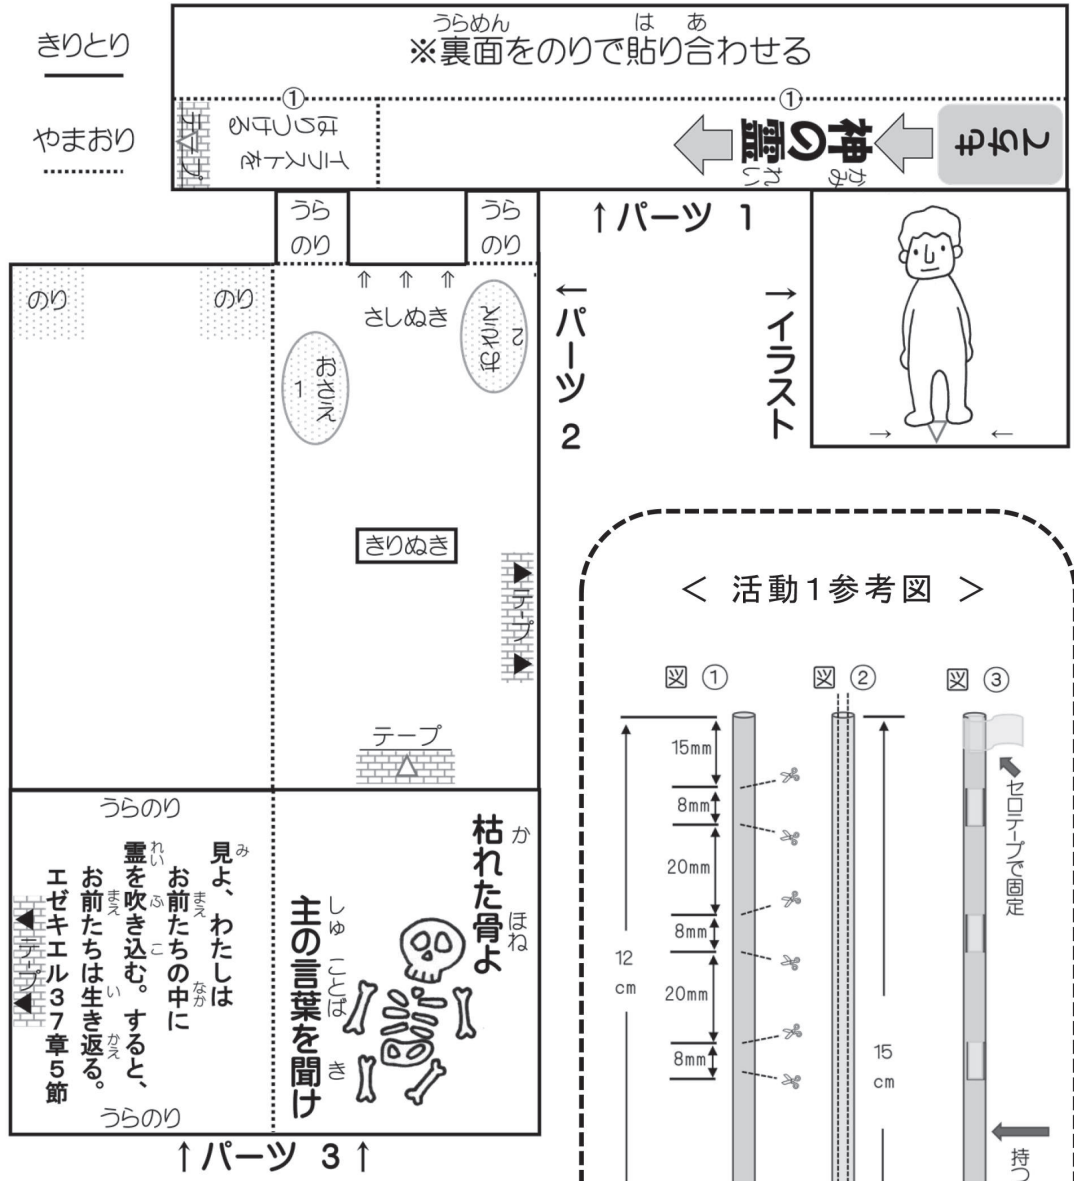 きりとり
やまおり
うらめん は あ
※裏面をのりで貼り合わせる
①
①
テープ
イラストを
はりつける
神の霊
かみ れい
もちて
↑パーツ 1
うら
のり
うら
のり
のり
のり
⇑ ⇑ ⇑
さしぬき
おさえ
1
とって
2
←パーツ 2
→イラスト
→ ←
きりぬき
テープ
テープ
うらのり
見よ、わたしは
み
お前たちの中に
まえ なか
霊を吹き込む。すると、
れい ふ こ
お前たちは生き返る。
まえ い かえ
エゼキエル37章5節
テープ
うらのり
枯れた骨よ
か ほね
主の言葉を聞け
しゅ ことば き
↑パーツ 3↑
< 活動1参考図 >
図 ①
図 ②
図 ③
15mm
8mm
20mm
8mm
20mm
8mm
12
cm
15
cm
セロテープで固定
持つ